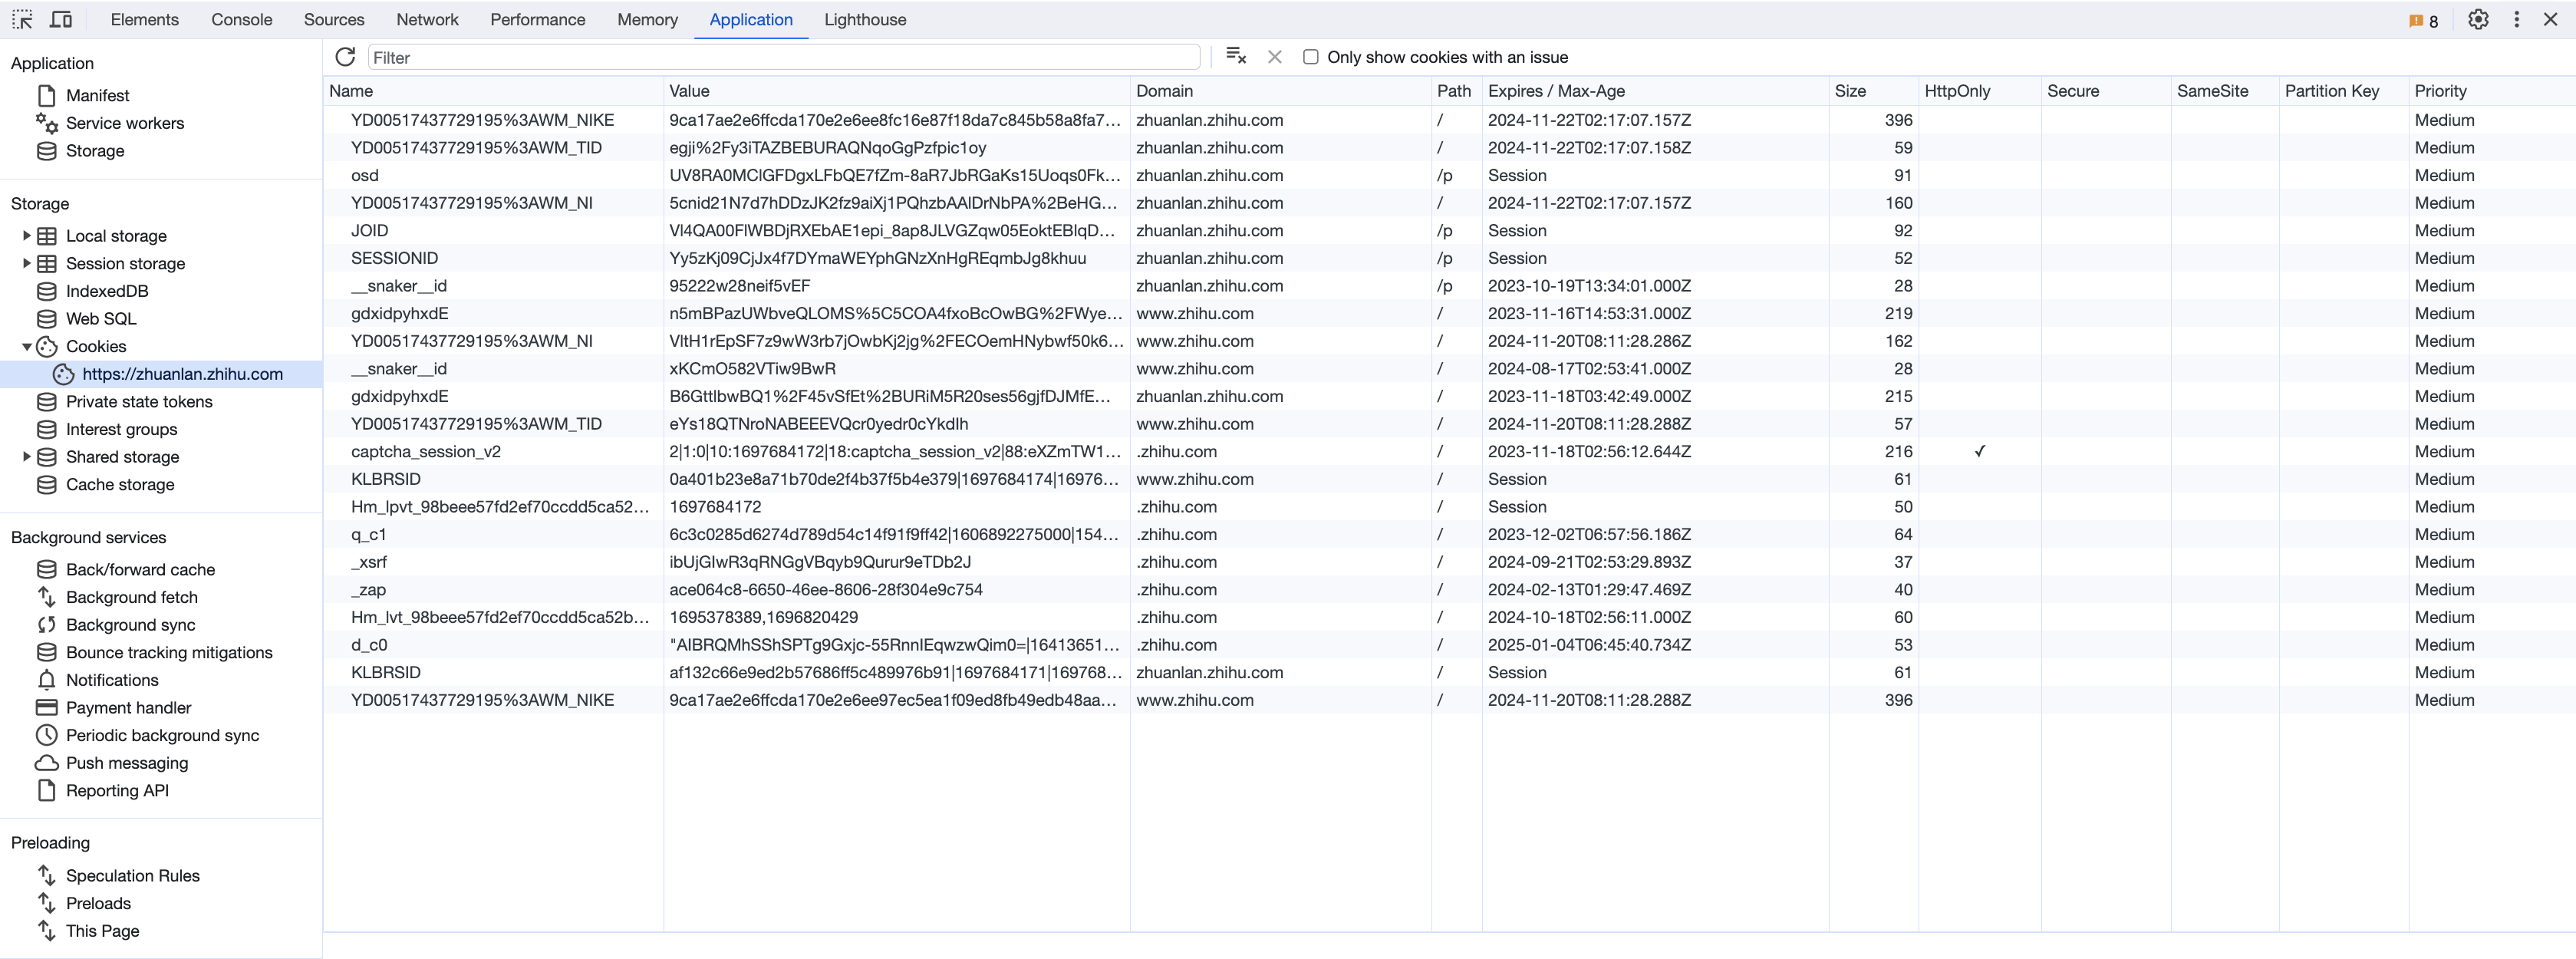 Elements Console Sources Network Performance Memory Application Lighthouse 8
Application
Manifest
Service workers
Storage
Storage
Local storage
Session storage
IndexedDB
Web SQL
Cookies
https://zhuanlan.zhihu.com
Private state tokens
Interest groups
Shared storage
Cache storage
Background services
Back/forward cache
Background fetch
Background sync
Bounce tracking mitigations
Notifications
Payment handler
Periodic background sync
Push messaging
Reporting API
Preloading
Speculation Rules
Preloads
This Page
Filter Only show cookies with an issue
Name Value Domain Path Expires / Max-Age Size HttpOnly Secure SameSite Partition Key Priority
YD00517437729195%3AWM_NIKE 9ca17ae2e6ffcda170e2e6ee8fc16e87f18da7c845b58a8fa7… zhuanlan.zhihu.com / 2024-11-22T02:17:07.157Z 396 Medium
YD00517437729195%3AWM_TID egji%2Fy3iTAZBEBURAQNqoGgPzfpic1oy zhuanlan.zhihu.com / 2024-11-22T02:17:07.158Z 59 Medium
osd UV8RA0MClGFDgxLFbQE7fZm-8aR7JbRGaKs15Uoqs0Fk… zhuanlan.zhihu.com /p Session 91 Medium
YD00517437729195%3AWM_NI 5cnid21N7d7hDDzJK2fz9aiXj1PQhzbAAlDrNbPA%2BeHG… zhuanlan.zhihu.com / 2024-11-22T02:17:07.157Z 160 Medium
JOID Vl4QA00FlWBDjRXEbAE1epi_8ap8JLVGZqw05EoktEBlqD… zhuanlan.zhihu.com /p Session 92 Medium
SESSIONID Yy5zKj09CjJx4f7DYmaWEYphGNzXnHgREqmbJg8khuu zhuanlan.zhihu.com /p Session 52 Medium
__snaker__id 95222w28neif5vEF zhuanlan.zhihu.com /p 2023-10-19T13:34:01.000Z 28 Medium
gdxidpyhxdE n5mBPazUWbveQLOMS%5C5COA4fxoBcOwBG%2FWye… www.zhihu.com / 2023-11-16T14:53:31.000Z 219 Medium
YD00517437729195%3AWM_NI VltH1rEpSF7z9wW3rb7jOwbKj2jg%2FECOemHNybwf50k6… www.zhihu.com / 2024-11-20T08:11:28.286Z 162 Medium
__snaker__id xKCmO582VTiw9BwR www.zhihu.com / 2024-08-17T02:53:41.000Z 28 Medium
gdxidpyhxdE B6GttlbwBQ1%2F45vSfEt%2BURiM5R20ses56gjfDJMfE… zhuanlan.zhihu.com / 2023-11-18T03:42:49.000Z 215 Medium
YD00517437729195%3AWM_TID eYs18QTNroNABEEEVQcr0yedr0cYkdIh www.zhihu.com / 2024-11-20T08:11:28.288Z 57 Medium
captcha_session_v2 2|1:0|10:1697684172|18:captcha_session_v2|88:eXZmTW1… .zhihu.com / 2023-11-18T02:56:12.644Z 216 ✓ Medium
KLBRSID 0a401b23e8a71b70de2f4b37f5b4e379|1697684174|16976… www.zhihu.com / Session 61 Medium
Hm_lpvt_98beee57fd2ef70ccdd5ca52… 1697684172 .zhihu.com / Session 50 Medium
q_c1 6c3c0285d6274d789d54c14f91f9ff42|1606892275000|154… .zhihu.com / 2023-12-02T06:57:56.186Z 64 Medium
_xsrf ibUjGIwR3qRNGgVBqyb9Qurur9eTDb2J .zhihu.com / 2024-09-21T02:53:29.893Z 37 Medium
_zap ace064c8-6650-46ee-8606-28f304e9c754 .zhihu.com / 2024-02-13T01:29:47.469Z 40 Medium
Hm_lvt_98beee57fd2ef70ccdd5ca52b… 1695378389,1696820429 .zhihu.com / 2024-10-18T02:56:11.000Z 60 Medium
d_c0 "AIBRQMhSShSPTg9Gxjc-55RnnIEqwzwQim0=|16413651… .zhihu.com / 2025-01-04T06:45:40.734Z 53 Medium
KLBRSID af132c66e9ed2b57686ff5c489976b91|1697684171|169768… zhuanlan.zhihu.com / Session 61 Medium
YD00517437729195%3AWM_NIKE 9ca17ae2e6ffcda170e2e6ee97ec5ea1f09ed8fb49edb48aa… www.zhihu.com / 2024-11-20T08:11:28.288Z 396 Medium